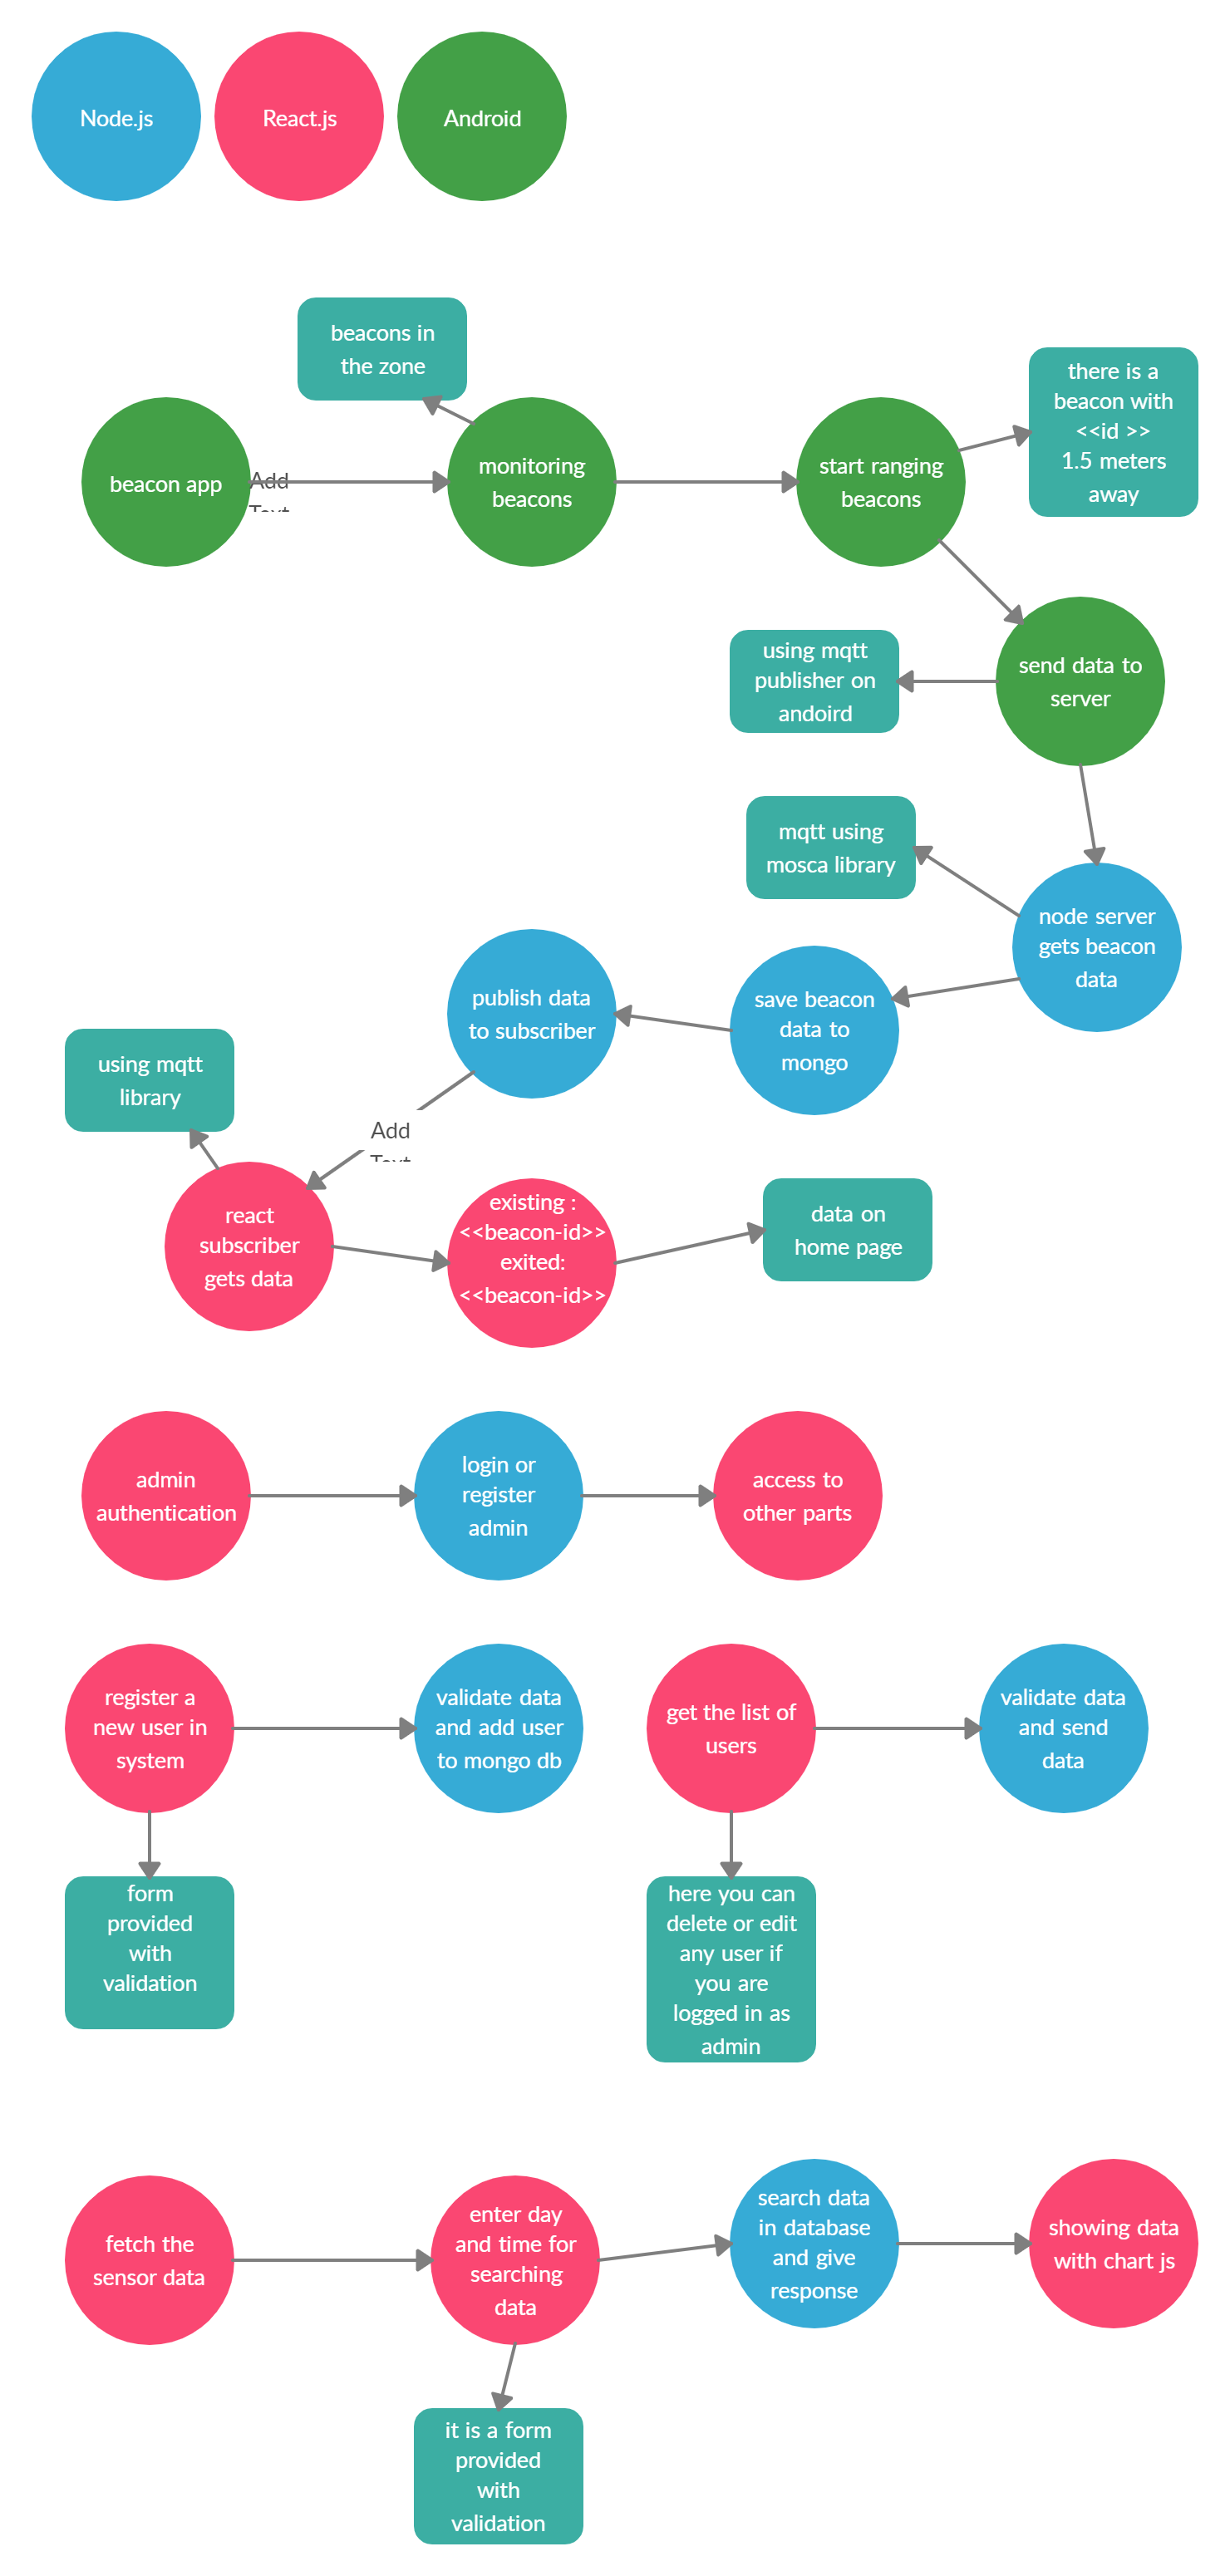 Node.js
React.js
Android
beacons in
the zone
there is a
beacon with
<<id >>
1.5 meters
away
beacon app
Add
Text
monitoring
beacons
start ranging
beacons
using mqtt
publisher on
andoird
send data to
server
mqtt using
mosca library
node server
gets beacon
data
save beacon
data to
mongo
publish data
to subscriber
using mqtt
library
Add
Text
react
subscriber
gets data
existing :
<<beacon-id>>
exited:
<<beacon-id>>
data on
home page
admin
authentication
login or
register
admin
access to
other parts
register a
new user in
system
validate data
and add user
to mongo db
get the list of
users
validate data
and send
data
form
provided
with
validation
here you can
delete or edit
any user if
you are
logged in as
admin
fetch the
sensor data
enter day
and time for
searching
data
search data
in database
and give
response
showing data
with chart js
it is a form
provided
with
validation